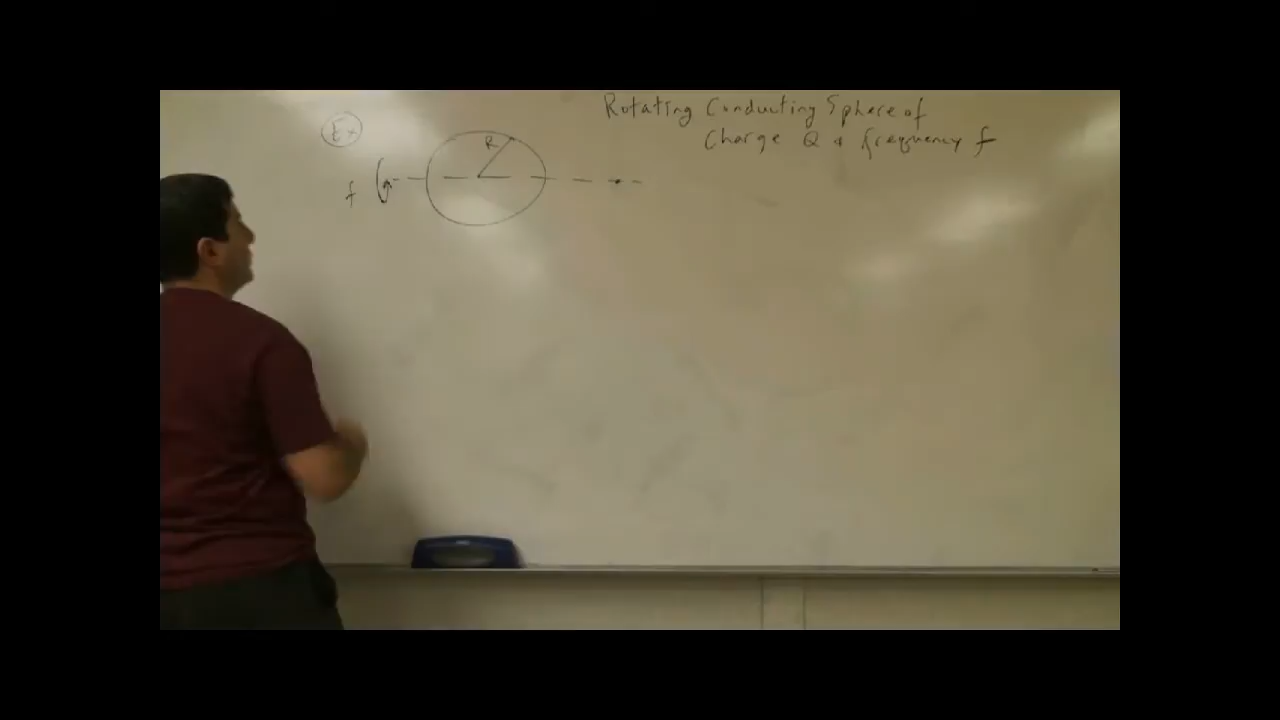 Rotating Conducting Sphere of
Charge Q & frequency f
Ex
R
f